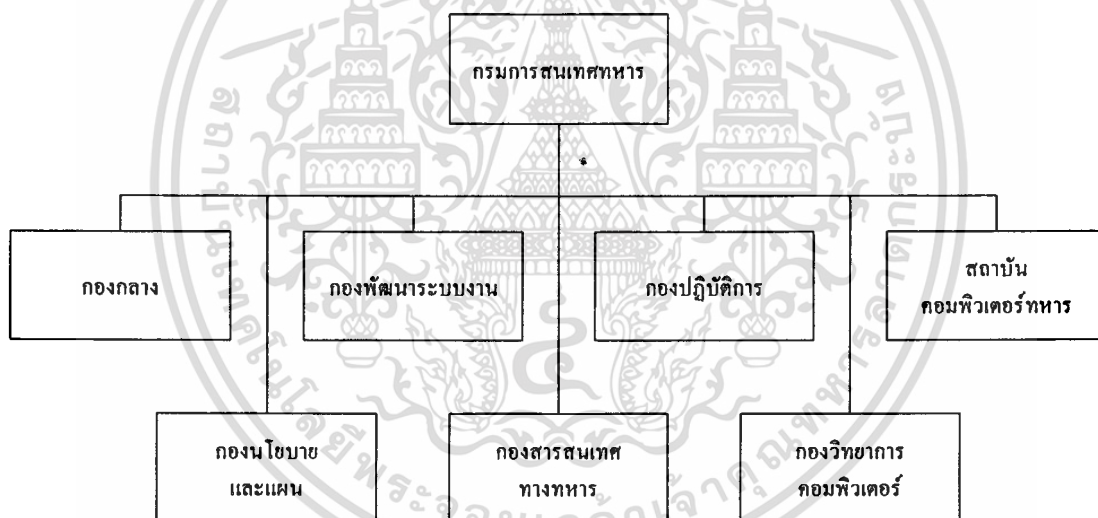 กรมการสนเทศทหาร
กองกลาง
กองพัฒนาระบบงาน
กองปฏิบัติการ
สถาบัน
คอมพิวเตอร์ทหาร
กองนโยบาย
และแผน
กองสารสนเทศ
ทางทหาร
กองวิทยาการ
คอมพิวเตอร์